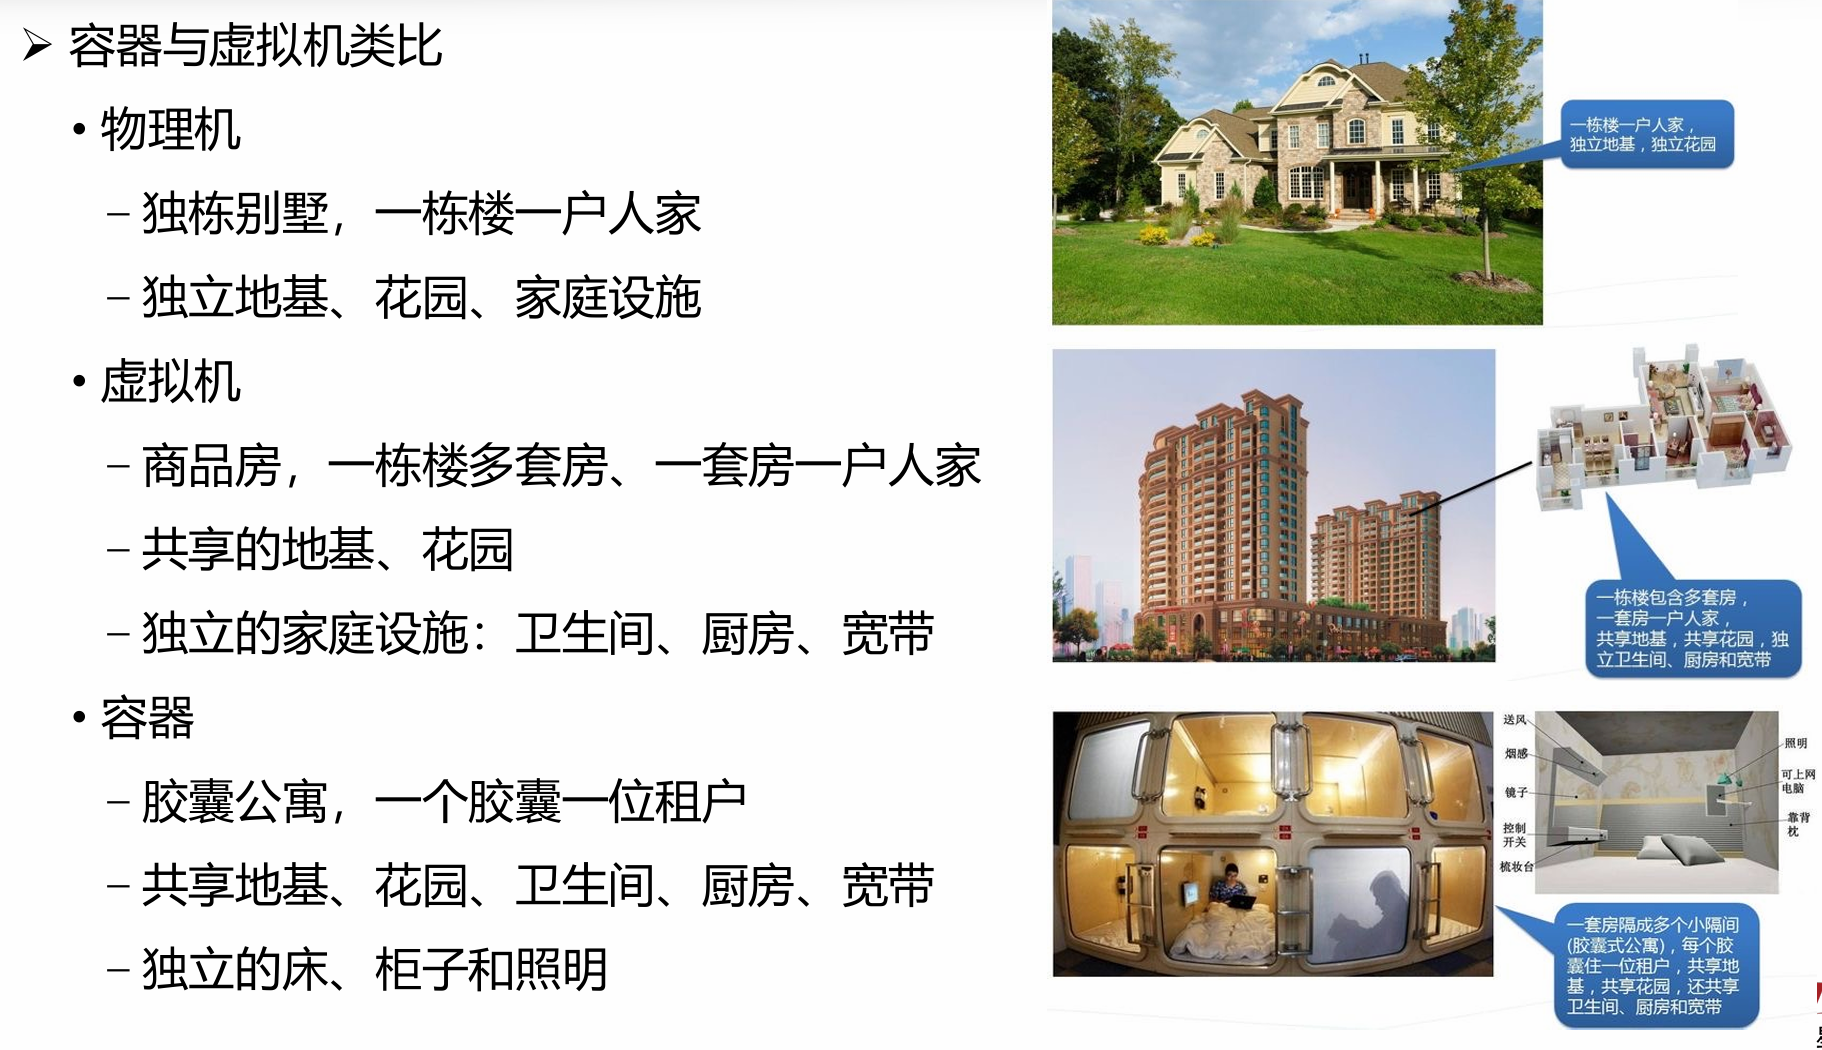 容器与虚拟机类比
• 物理机
– 独栋别墅，一栋楼一户人家
– 独立地基、花园、家庭设施
• 虚拟机
– 商品房，一栋楼多套房、一套房一户人家
– 共享的地基、花园
– 独立的家庭设施：卫生间、厨房、宽带
• 容器
– 胶囊公寓，一个胶囊一位租户
– 共享地基、花园、卫生间、厨房、宽带
– 独立的床、柜子和照明
一栋楼一户人家，
独立地基，独立花园
一栋楼包含多套房，
一套房一户人家，
共享地基，共享花园，独
立卫生间、厨房和宽带
送风
烟感
镜子
控制
开关
梳妆台
照明
可上网
电脑
靠背
枕
一套房隔成多个小隔间
(胶囊式公寓)，每个胶
囊住一位租户，共享地
基，共享花园，还共享
卫生间、厨房和宽带